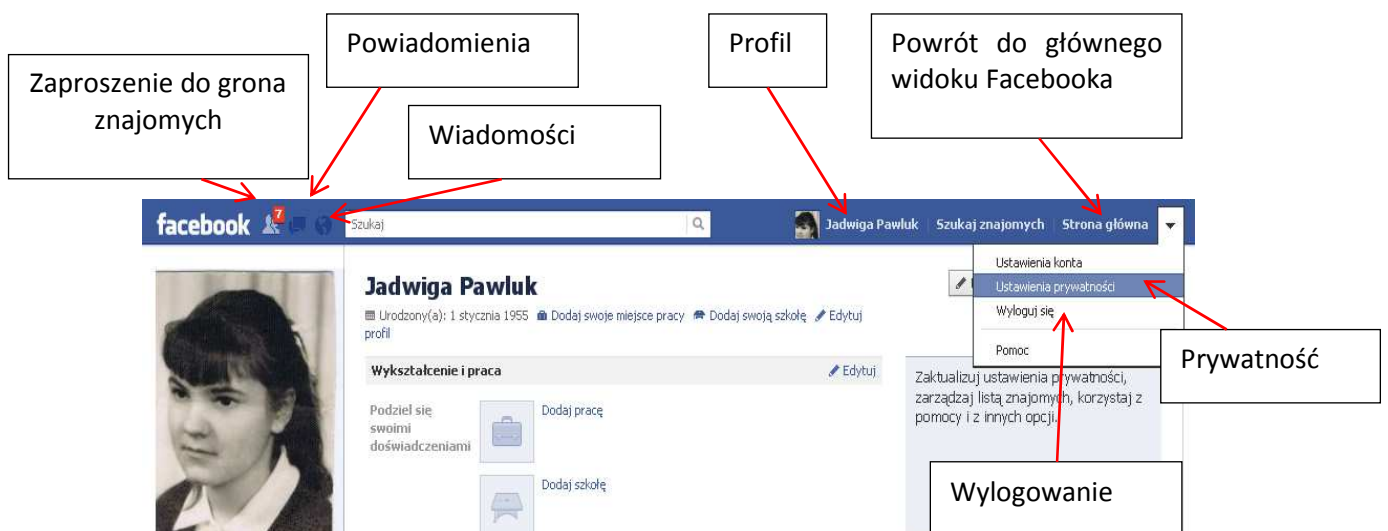 Powiadomienia
Profil
Powrót do głównego
widoku Facebooka
Zaproszenie do grona
znajomych
Wiadomości
facebook 7 Szukaj Jadwiga Pawluk Szukaj znajomych Strona główna
Ustawienia konta
Ustawienia prywatności
Wyloguj się
Pomoc
Jadwiga Pawluk
Urodzony(a): 1 stycznia 1955 Dodaj swoje miejsce pracy Dodaj swoją szkołę Edytuj
profil
Prywatność
Wykształcenie i praca Edytuj
Zaktualizuj ustawienia prywatności,
zarządzaj listą znajomych, korzystaj z
pomocy i z innych opcji.
Podziel się
swoimi
doświadczeniami
Dodaj pracę
Dodaj szkołę
Wylogowanie